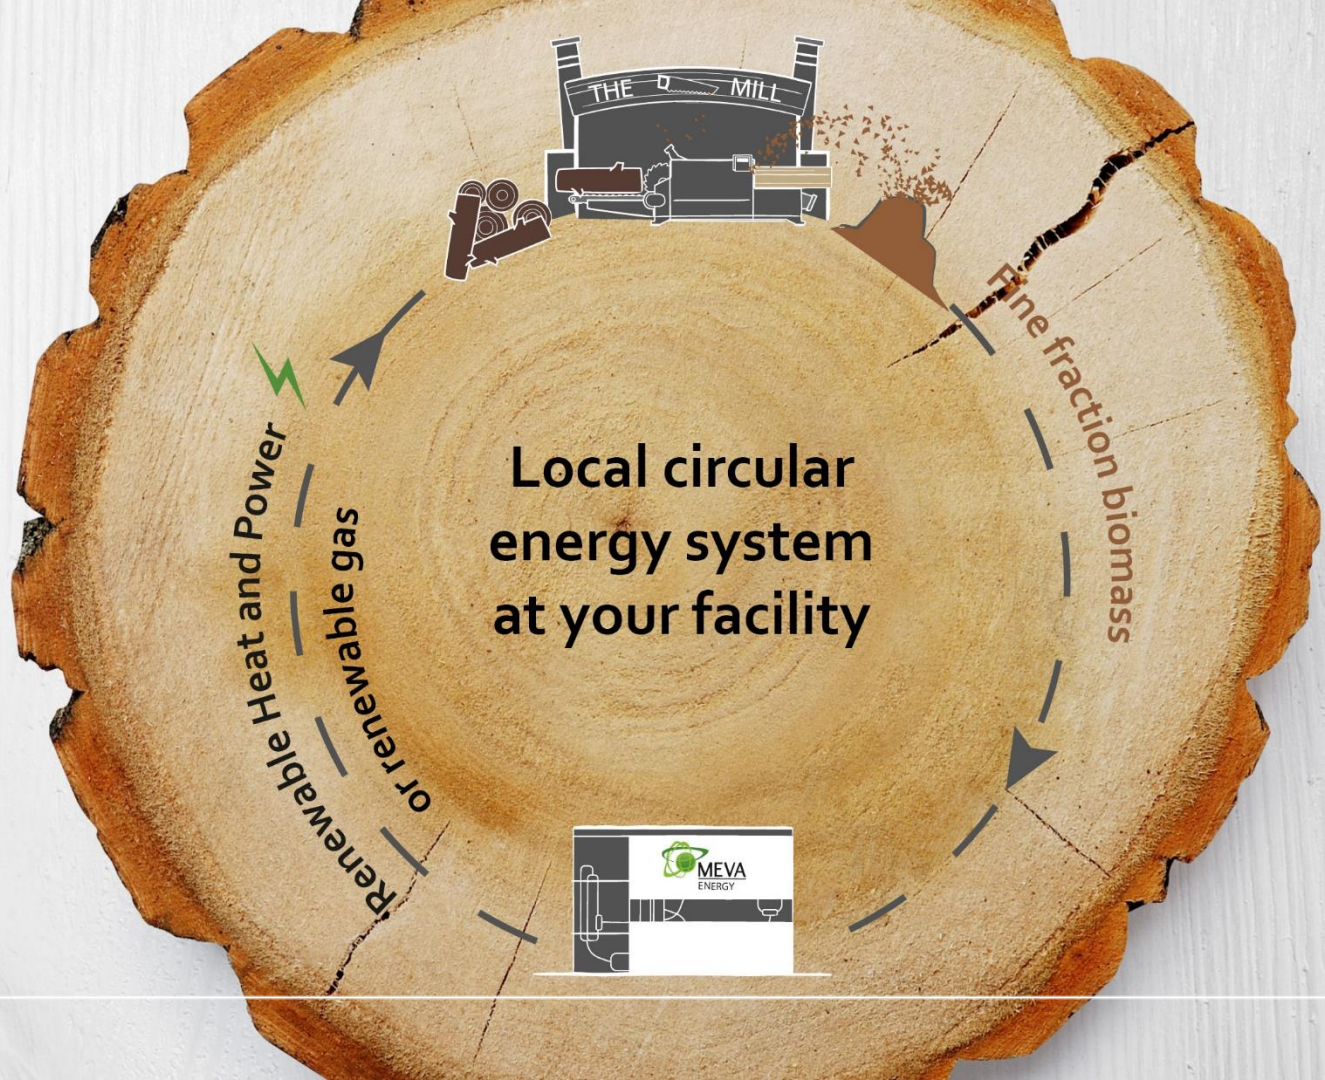 THE MILL
Fine fraction biomass
Local circular
energy system
at your facility
Renewable Heat and Power
or renewable gas
MEVA
ENERGY